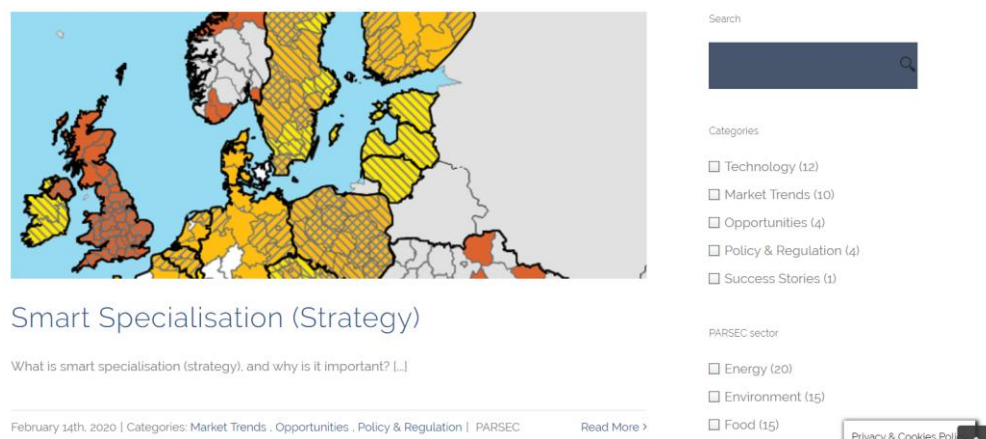 Smart Specialisation (Strategy)
What is smart specialisation (strategy), and why is it important? [...]
February 14th, 2020 | Categories: Market Trends , Opportunities , Policy & Regulation | PARSEC
Read More >
Search
Categories
Technology (12)
Market Trends (10)
Opportunities (4)
Policy & Regulation (4)
Success Stories (1)
PARSEC sector
Energy (20)
Environment (15)
Food (15)
Privacy & Cookies